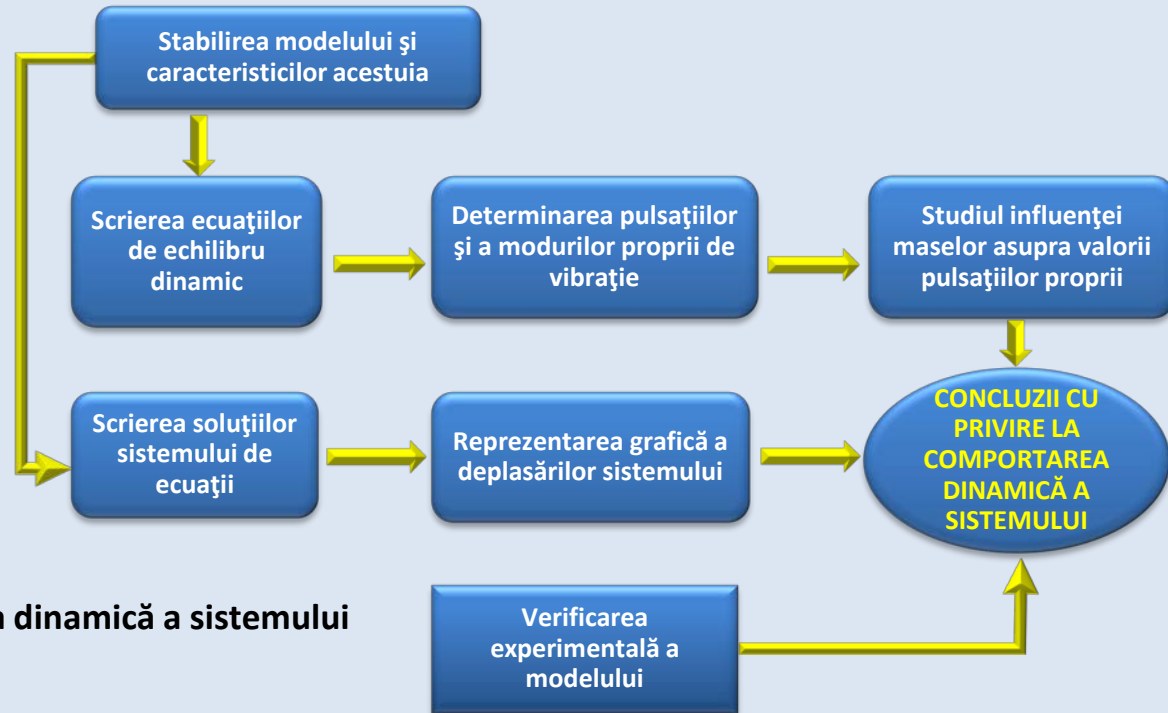 Stabilirea modelului şi
caracteristicilor acestuia
Scrierea ecuaţiilor
de echilibru
dinamic
Determinarea pulsaţiilor
şi a modurilor proprii de
vibraţie
Studiul influenţei
maselor asupra valorii
pulsaţiilor proprii
Scrierea soluţiilor
sistemului de
ecuaţii
Reprezentarea grafică a
deplasărilor sistemului
CONCLUZII CU
PRIVIRE LA
COMPORTAREA
DINAMICĂ A
SISTEMULUI
dinamică a sistemului
Verificarea
experimentală a
modelului